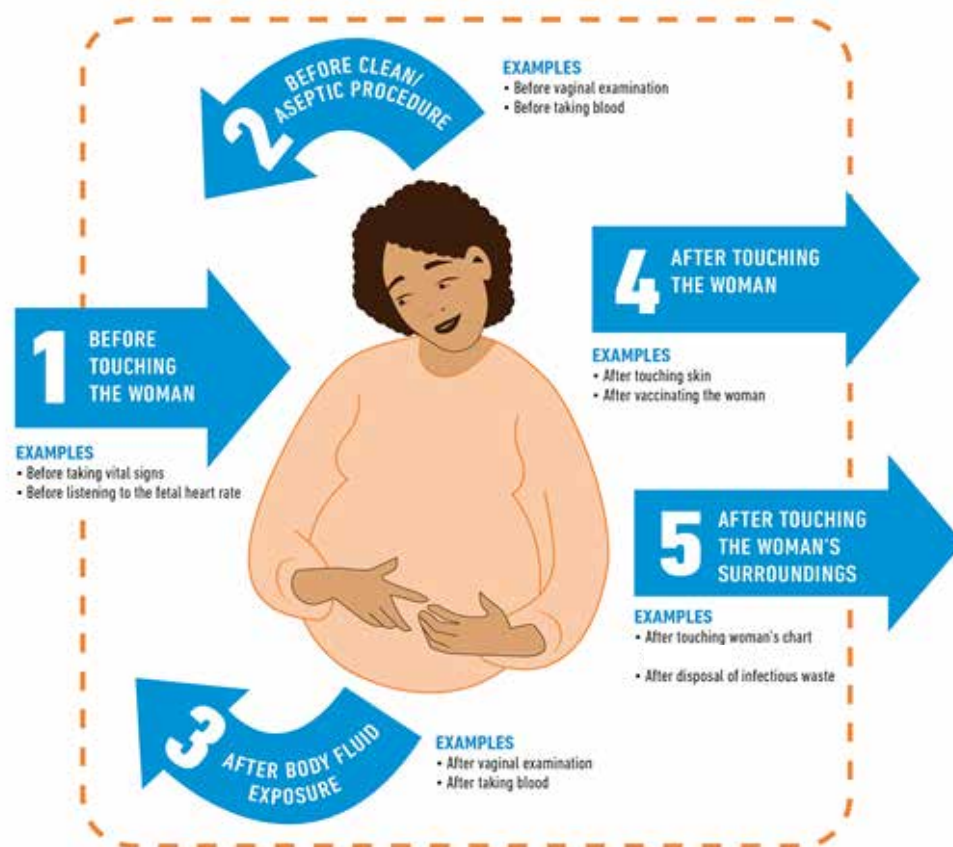 1
BEFORE
TOUCHING
THE WOMAN
EXAMPLES
• Before taking vital signs
• Before listening to the fetal heart rate
2
BEFORE CLEAN/
ASEPTIC PROCEDURE
EXAMPLES
• Before vaginal examination
• Before taking blood
3
AFTER BODY FLUID
EXPOSURE
EXAMPLES
• After vaginal examination
• After taking blood
4
AFTER TOUCHING
THE WOMAN
EXAMPLES
• After touching skin
• After vaccinating the woman
5
AFTER TOUCHING
THE WOMAN'S
SURROUNDINGS
EXAMPLES
• After touching woman's chart
• After disposal of infectious waste